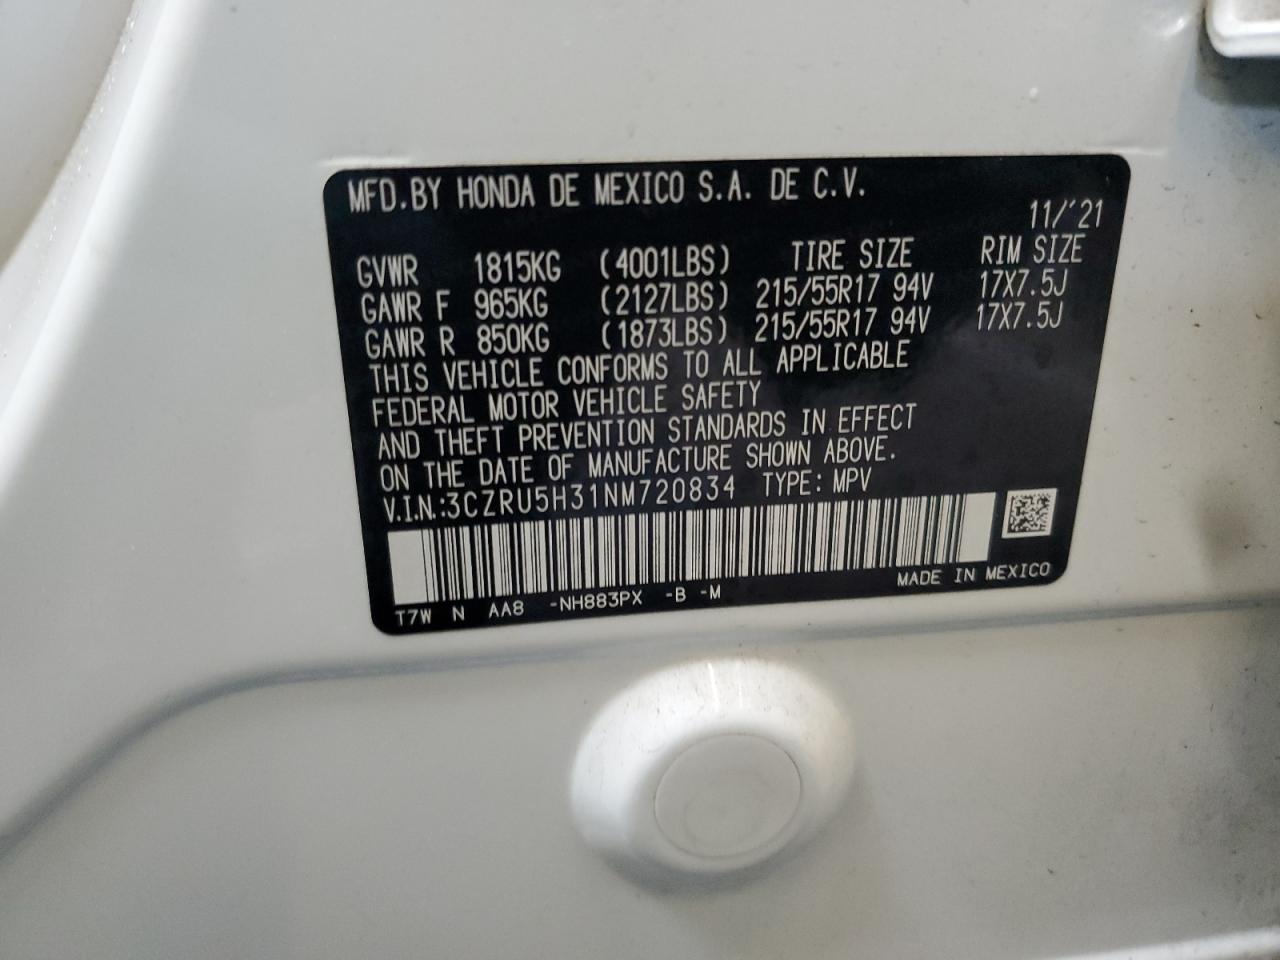 MFD.BY HONDA DE MEXICO S.A. DE C.V.
11/'21
GVWR 1815KG (4001LBS) TIRE SIZE RIM SIZE
GAWR F 965KG (2127LBS) 215/55R17 94V 17X7.5J
GAWR R 850KG (1873LBS) 215/55R17 94V 17X7.5J
THIS VEHICLE CONFORMS TO ALL APPLICABLE
FEDERAL MOTOR VEHICLE SAFETY
AND THEFT PREVENTION STANDARDS IN EFFECT
ON THE DATE OF MANUFACTURE SHOWN ABOVE.
V.I.N.:3CZRU5H31NM720834 TYPE: MPV
T7W N AA8 -NH883PX -B -M MADE IN MEXICO